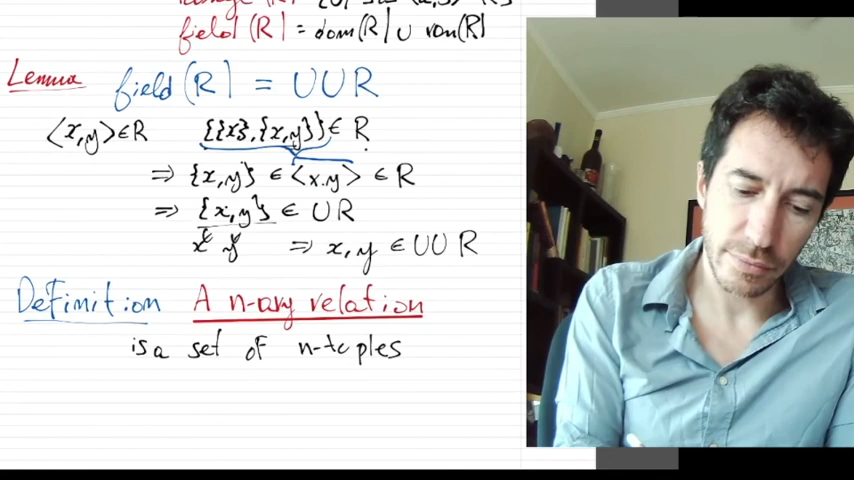 field (R) = dom(R) ∪ ran(R)
Lemma field (R) = ∪∪R
⟨x,y⟩∈R {{x},{x,y}}∈ R
⇒ {x,y} ∈ ⟨x.y⟩ ∈ R
⇒ {x,y} ∈ ∪R
x y ⇒ x,y ∈ ∪∪R
Definition A n-ary relation
is a set of n-tuples